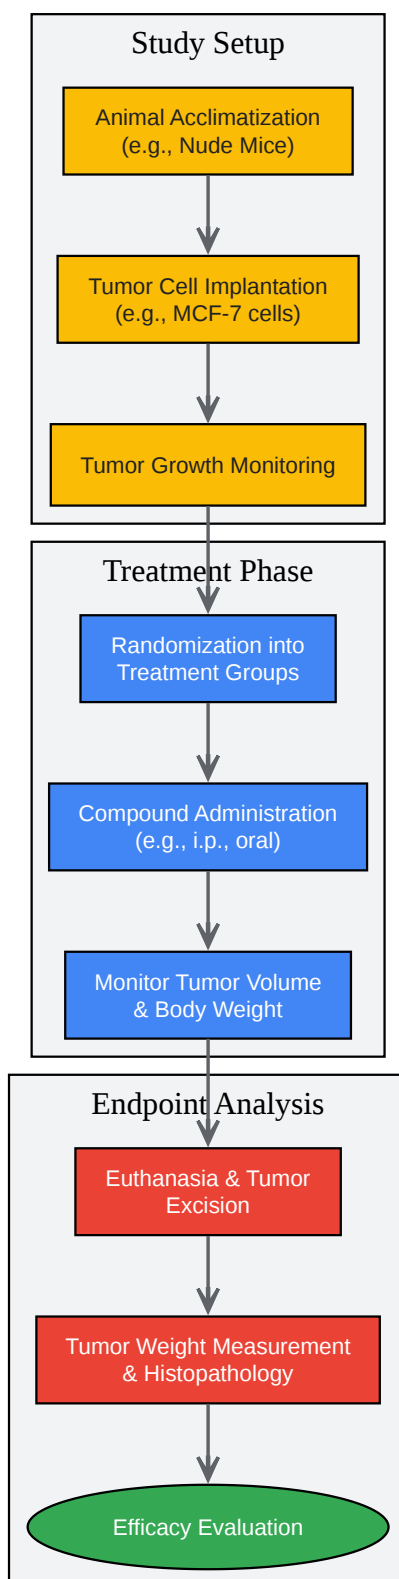 Study Setup
Animal Acclimatization
(e.g., Nude Mice)
Tumor Cell Implantation
(e.g., MCF-7 cells)
Tumor Growth Monitoring
Treatment Phase
Randomization into
Treatment Groups
Compound Administration
(e.g., i.p., oral)
Monitor Tumor Volume
& Body Weight
Endpoint Analysis
Euthanasia & Tumor
Excision
Tumor Weight Measurement
& Histopathology
Efficacy Evaluation